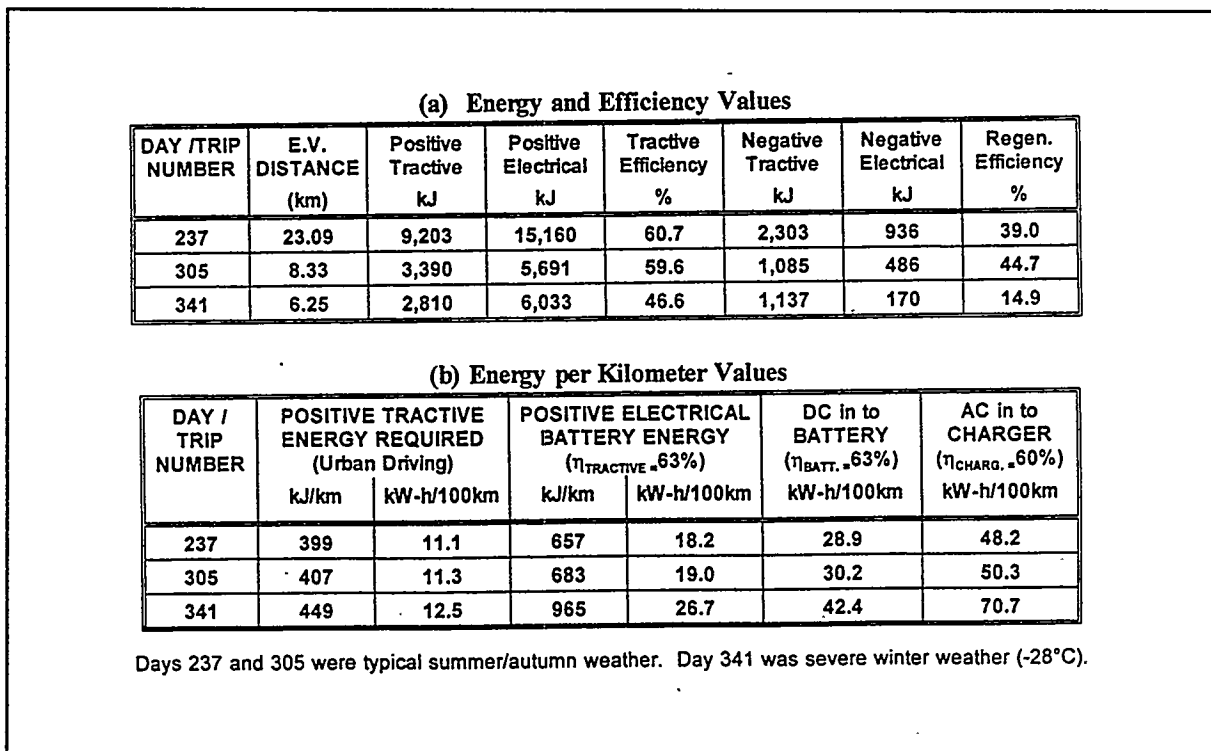 (a) Energy and Efficiency Values
DAY /TRIP NUMBER | E.V. DISTANCE (km) | Positive Tractive kJ | Positive Electrical kJ | Tractive Efficiency % | Negative Tractive kJ | Negative Electrical kJ | Regen. Efficiency %
237 | 23.09 | 9,203 | 15,160 | 60.7 | 2,303 | 936 | 39.0
305 | 8.33 | 3,390 | 5,691 | 59.6 | 1,085 | 486 | 44.7
341 | 6.25 | 2,810 | 6,033 | 46.6 | 1,137 | 170 | 14.9
(b) Energy per Kilometer Values
DAY / TRIP NUMBER | POSITIVE TRACTIVE ENERGY REQUIRED (Urban Driving) | POSITIVE ELECTRICAL BATTERY ENERGY (ηTRACTIVE =63%) | DC in to BATTERY (ηBATT. =63%) | AC in to CHARGER (ηCHARG. =60%)
kJ/km | kW-h/100km | kJ/km | kW-h/100km | kW-h/100km | kW-h/100km
237 | 399 | 11.1 | 657 | 18.2 | 28.9 | 48.2
305 | 407 | 11.3 | 683 | 19.0 | 30.2 | 50.3
341 | 449 | 12.5 | 965 | 26.7 | 42.4 | 70.7
Days 237 and 305 were typical summer/autumn weather. Day 341 was severe winter weather (-28°C).